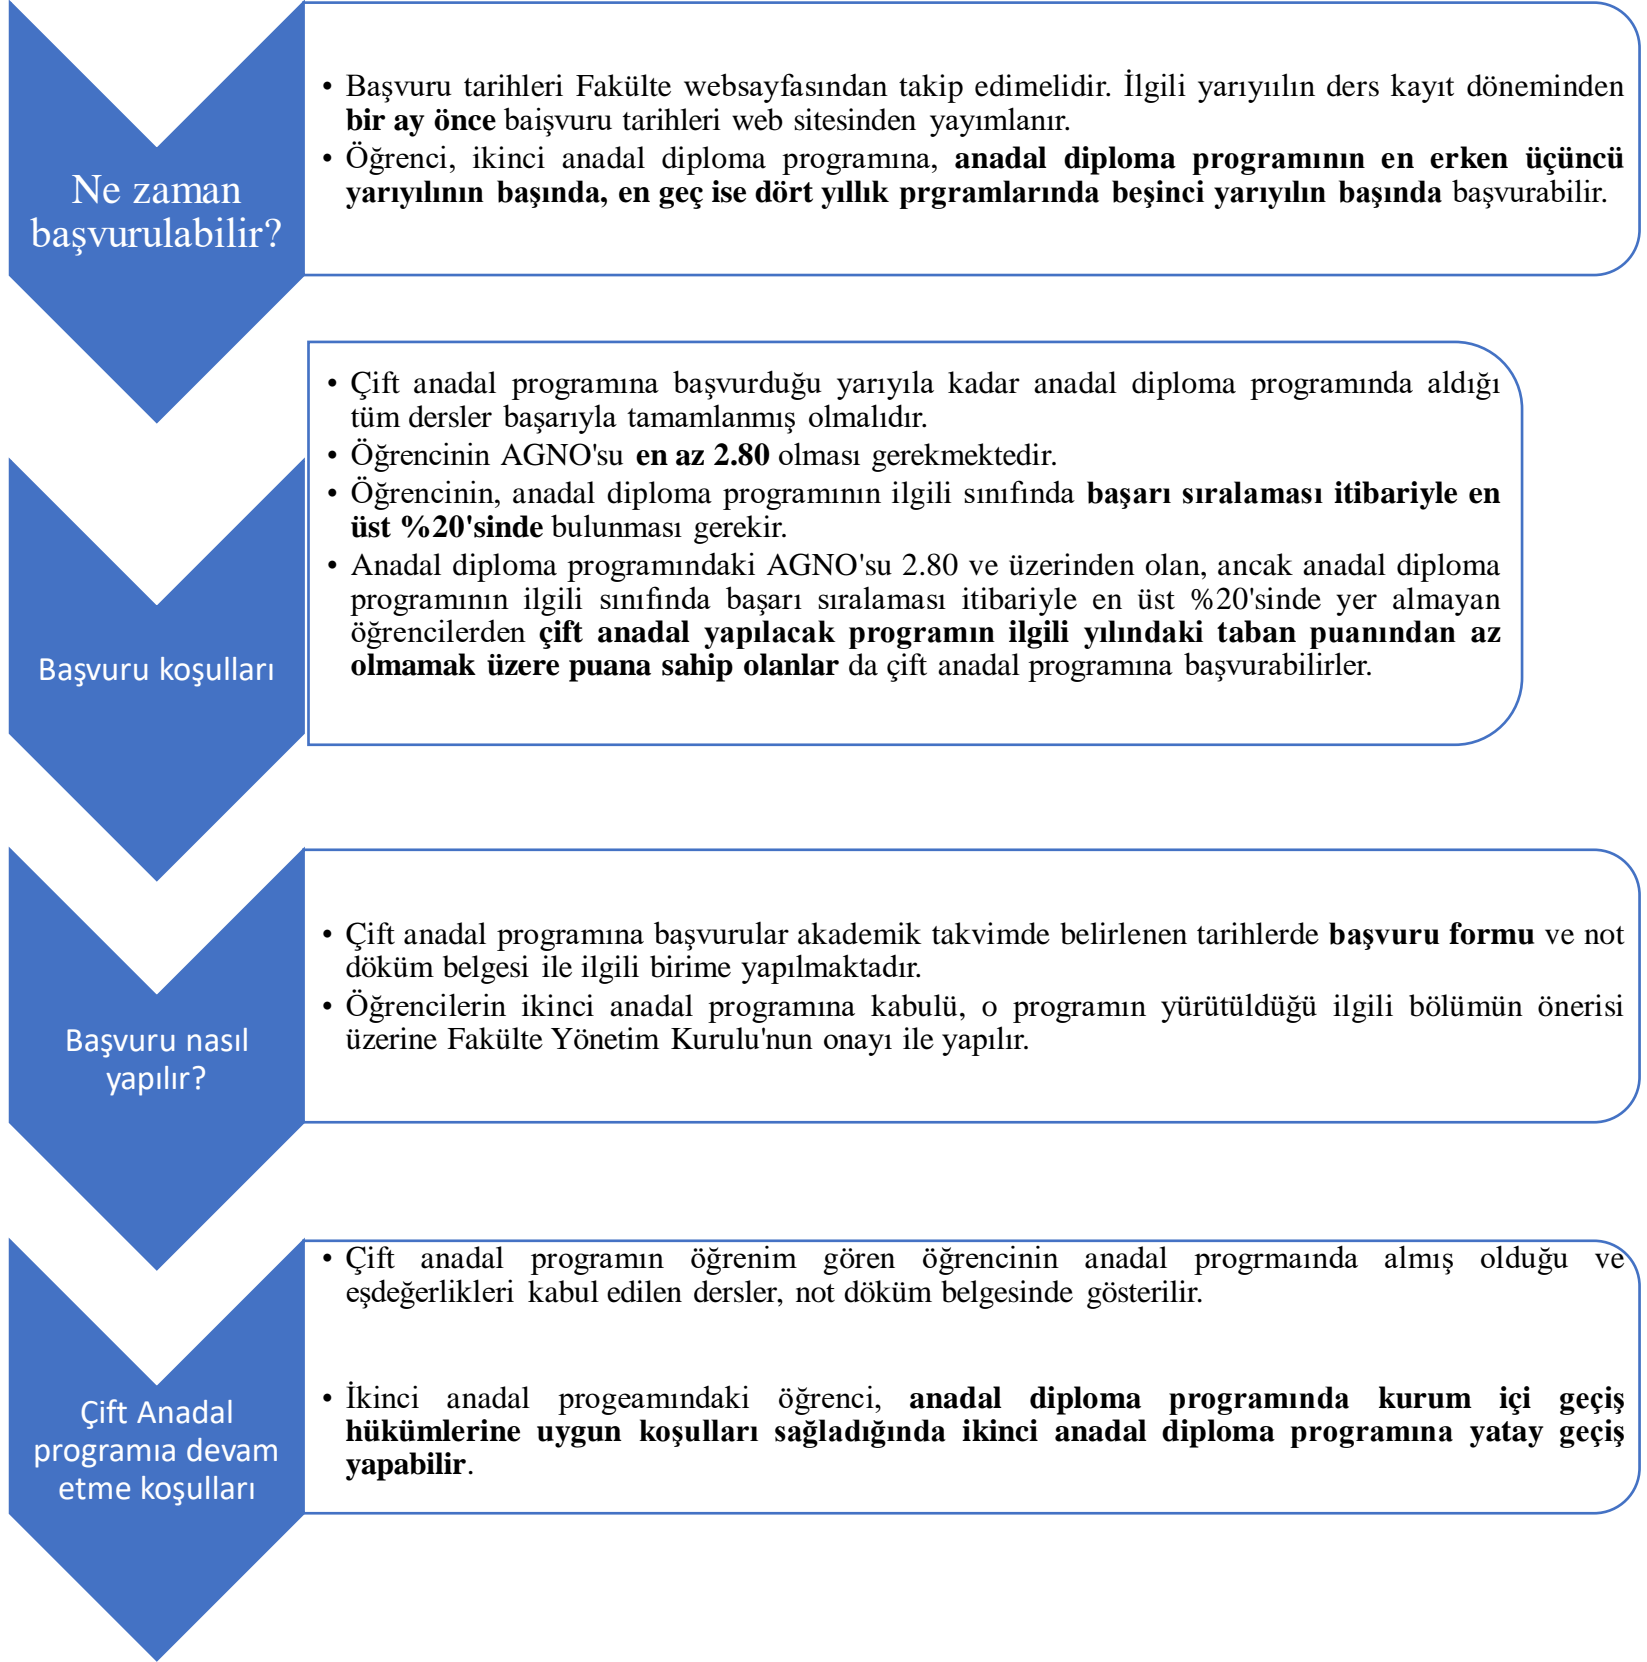 Ne zaman
başvurulabilir?
• Başvuru tarihleri Fakülte websayfasından takip edimelidir. İlgili yarıyıılın ders kayıt döneminden
bir ay önce baişvuru tarihleri web sitesinden yayımlanır.
• Öğrenci, ikinci anadal diploma programına, anadal diploma programının en erken üçüncü
yarıyılının başında, en geç ise dört yıllık prgramlarında beşinci yarıyılın başında başvurabilir.
Başvuru koşulları
• Çift anadal programına başvurduğu yarıyıla kadar anadal diploma programında aldığı
tüm dersler başarıyla tamamlanmış olmalıdır.
• Öğrencinin AGNO'su en az 2.80 olması gerekmektedir.
• Öğrencinin, anadal diploma programının ilgili sınıfında başarı sıralaması itibariyle en
üst %20'sinde bulunması gerekir.
• Anadal diploma programındaki AGNO'su 2.80 ve üzerinden olan, ancak anadal diploma
programının ilgili sınıfında başarı sıralaması itibariyle en üst %20'sinde yer almayan
öğrencilerden çift anadal yapılacak programın ilgili yılındaki taban puanından az
olmamak üzere puana sahip olanlar da çift anadal programına başvurabilirler.
Başvuru nasıl
yapılır?
• Çift anadal programına başvurular akademik takvimde belirlenen tarihlerde başvuru formu ve not
döküm belgesi ile ilgili birime yapılmaktadır.
• Öğrencilerin ikinci anadal programına kabulü, o programın yürütüldüğü ilgili bölümün önerisi
üzerine Fakülte Yönetim Kurulu'nun onayı ile yapılır.
Çift Anadal
programıa devam
etme koşulları
• Çift anadal programın öğrenim gören öğrencinin anadal progrmaında almış olduğu ve
eşdeğerlikleri kabul edilen dersler, not döküm belgesinde gösterilir.
• İkinci anadal progeamındaki öğrenci, anadal diploma programında kurum içi geçiş
hükümlerine uygun koşulları sağladığında ikinci anadal diploma programına yatay geçiş
yapabilir.